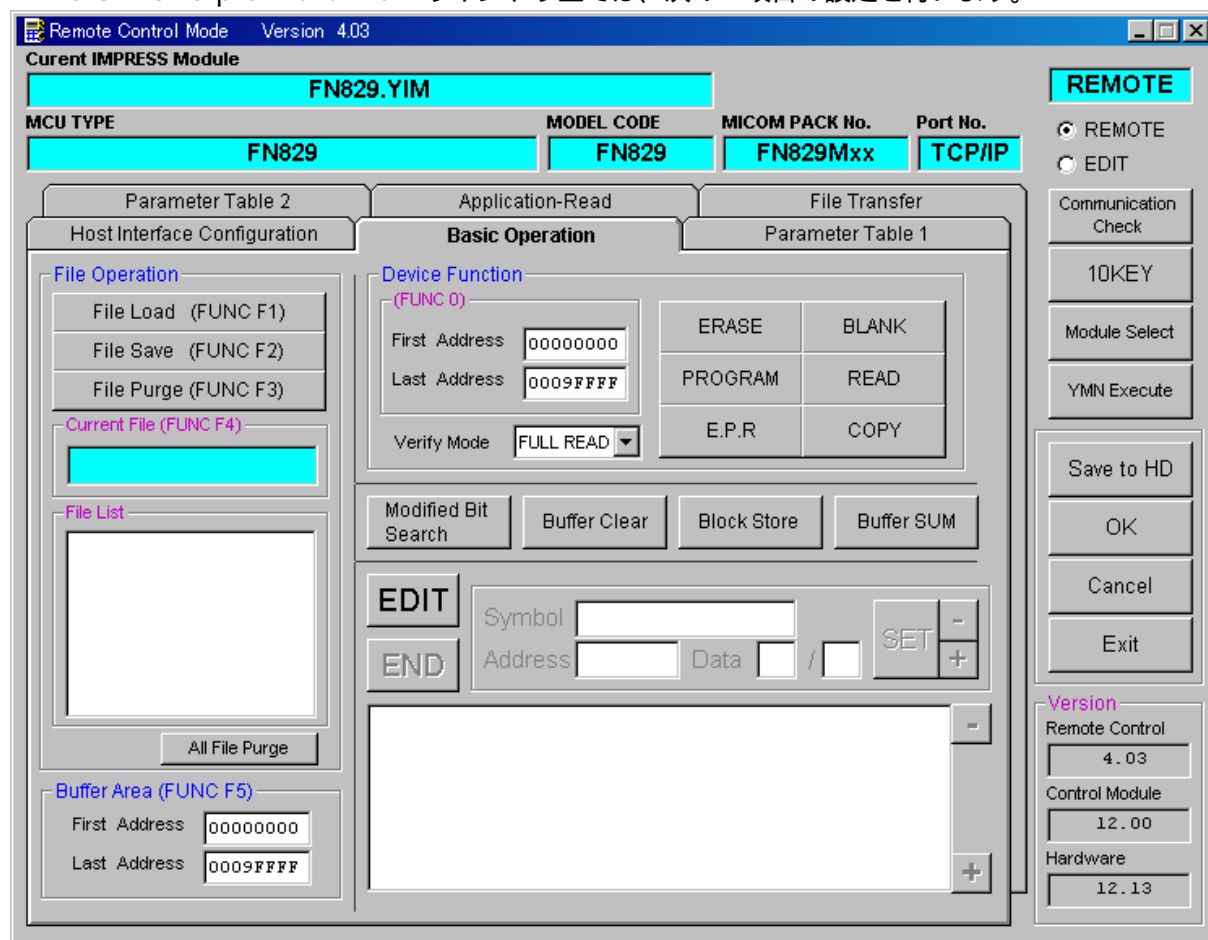 Remote Control Mode Version 4.03
Curent IMPRESS Module
FN829.YIM
REMOTE
MCU TYPE MODEL CODE MICOM PACK No. Port No.
FN829 FN829 FN829Mxx TCP/IP
REMOTE
EDIT
Parameter Table 2 Application-Read File Transfer
Host Interface Configuration Basic Operation Parameter Table 1
File Operation
File Load (FUNC F1)
File Save (FUNC F2)
File Purge (FUNC F3)
Current File (FUNC F4)
File List
All File Purge
Buffer Area (FUNC F5)
First Address 00000000
Last Address 0009FFFF
Device Function
(FUNC 0)
First Address 00000000
Last Address 0009FFFF
Verify Mode FULL READ
ERASE BLANK
PROGRAM READ
E.P.R COPY
Modified Bit Search Buffer Clear Block Store Buffer SUM
EDIT
END
Symbol
Address Data /
SET - +
-
+
Communication Check
10KEY
Module Select
YMN Execute
Save to HD
OK
Cancel
Exit
Version
Remote Control
4.03
Control Module
12.00
Hardware
12.13